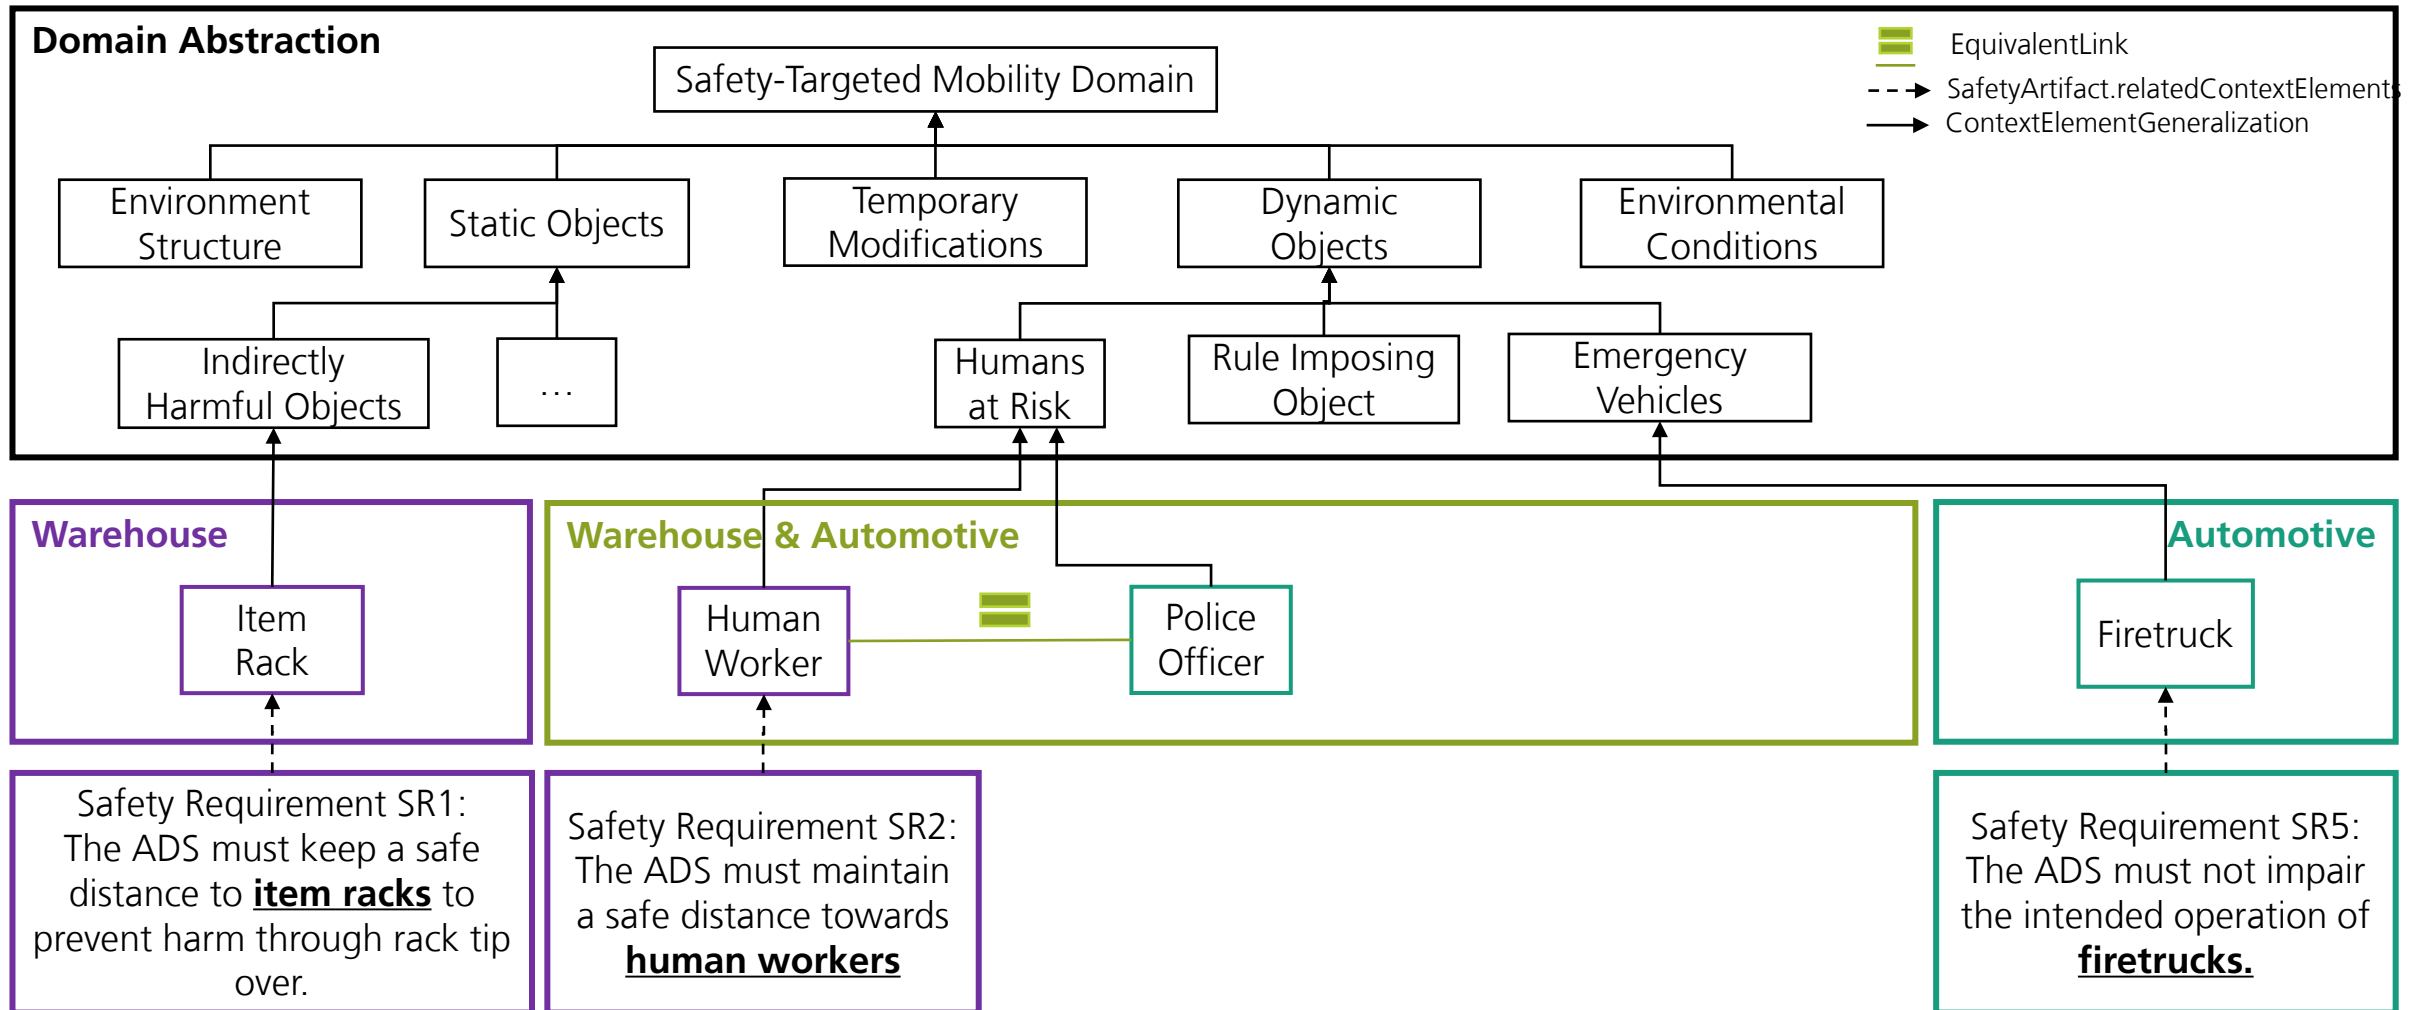 Domain Abstraction
EquivalentLink
SafetyArtifact.relatedContextElements
ContextElementGeneralization
Safety-Targeted Mobility Domain
Environment
Structure
Static Objects
Temporary
Modifications
Dynamic
Objects
Environmental
Conditions
Indirectly
Harmful Objects
...
Humans
at Risk
Rule Imposing
Object
Emergency
Vehicles
Warehouse
Item
Rack
Warehouse & Automotive
Human
Worker
Police
Officer
Automotive
Firetruck
Safety Requirement SR1:
The ADS must keep a safe
distance to item racks to
prevent harm through rack tip
over.
Safety Requirement SR2:
The ADS must maintain
a safe distance towards
human workers
Safety Requirement SR5:
The ADS must not impair
the intended operation of
firetrucks.